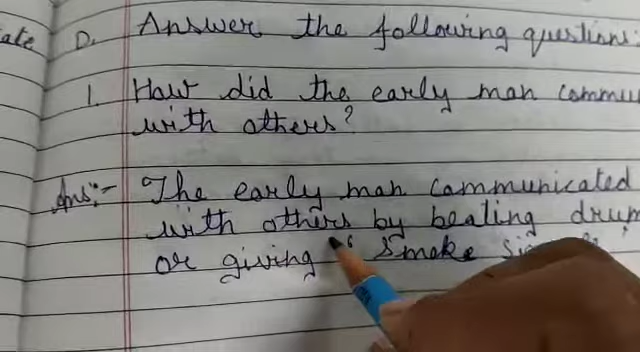 ate D. Answer the following questions:
1. How did the early man commu
with others?
Ans:- The early man communicated
with others by beating drum
or giving smoke